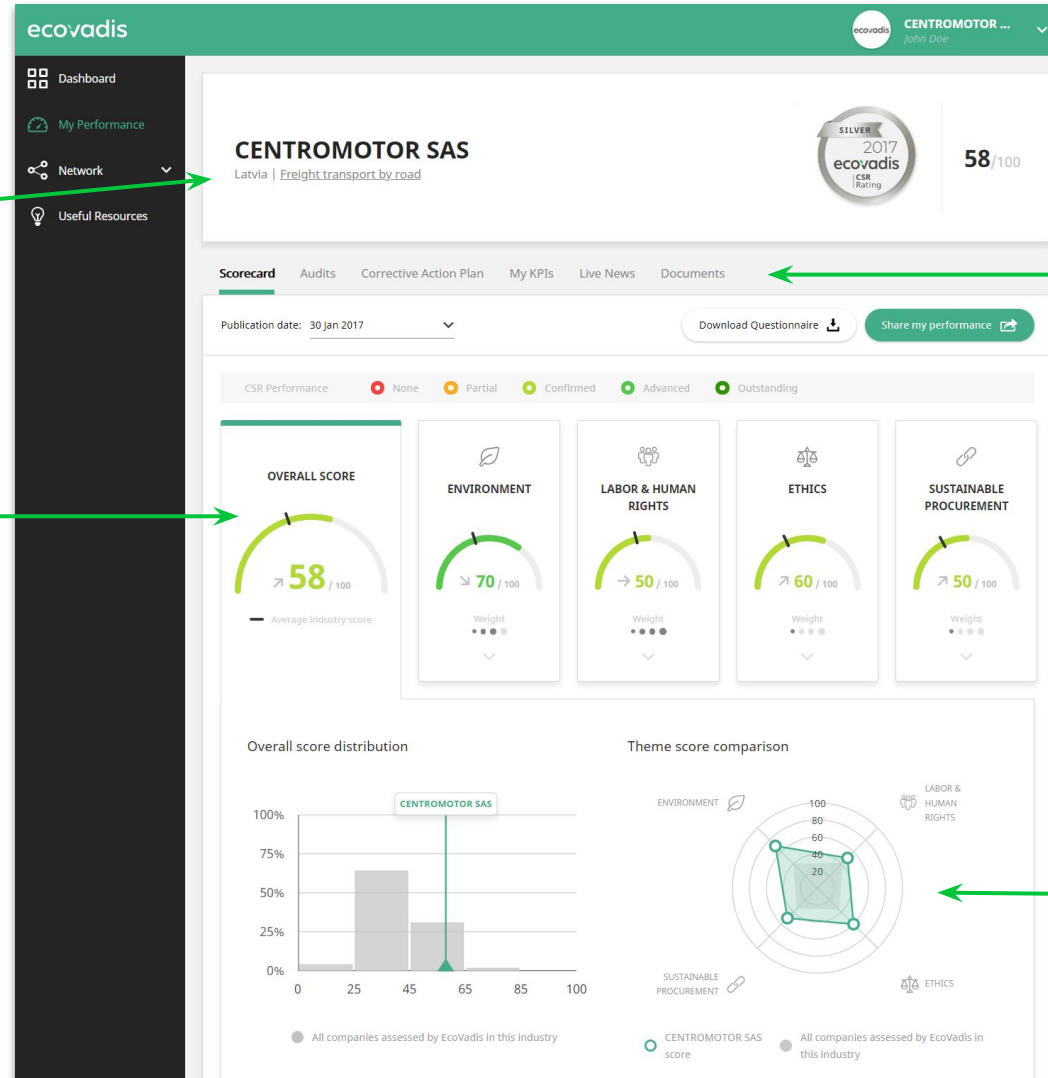 ecovadis
ecovadis
CENTROMOTOR ...
John Doe
Dashboard
My Performance
Network
Useful Resources
CENTROMOTOR SAS
Latvia | Freight transport by road
SILVER
2017
ecovadis
CSR
Rating
58/100
Scorecard Audits Corrective Action Plan My KPIs Live News Documents
Publication date: 30 Jan 2017
Download Questionnaire
Share my performance
CSR Performance None Partial Confirmed Advanced Outstanding
OVERALL SCORE
58 / 100
Average industry score
ENVIRONMENT
70 / 100
Weight
LABOR & HUMAN
RIGHTS
50 / 100
Weight
ETHICS
60 / 100
Weight
SUSTAINABLE
PROCUREMENT
50 / 100
Weight
Overall score distribution
CENTROMOTOR SAS
100%
75%
50%
25%
0%
0 25 45 65 85 100
All companies assessed by EcoVadis in this industry
Theme score comparison
ENVIRONMENT
LABOR &
HUMAN
RIGHTS
100
80
60
40
20
SUSTAINABLE
PROCUREMENT
ETHICS
CENTROMOTOR SAS
score
All companies assessed by EcoVadis in
this industry